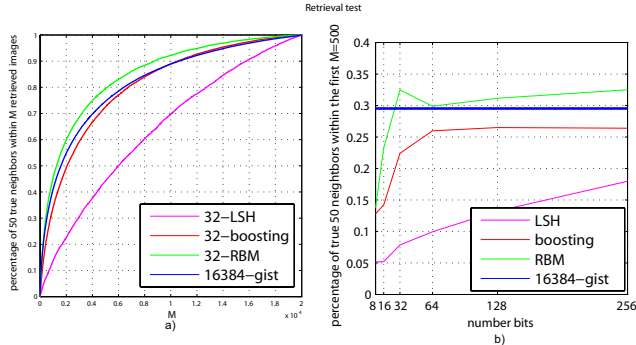 Retrieval test
percentage of 50 true neighbors within M retrieved images
1
0.9
0.8
0.7
0.6
0.5
0.4
0.3
0.2
0.1
0
0 0.2 0.4 0.6 0.8 1.0 1.2 1.4 1.6 1.8 2
x 10⁴
M
a)
32-LSH
32-boosting
32-RBM
16384-gist
percentage of true 50 neightbors within the first M=500
0.4
0.35
0.3
0.25
0.2
0.15
0.1
0.05
0
8 16 32 64 128 256
number bits
b)
LSH
boosting
RBM
16384-gist